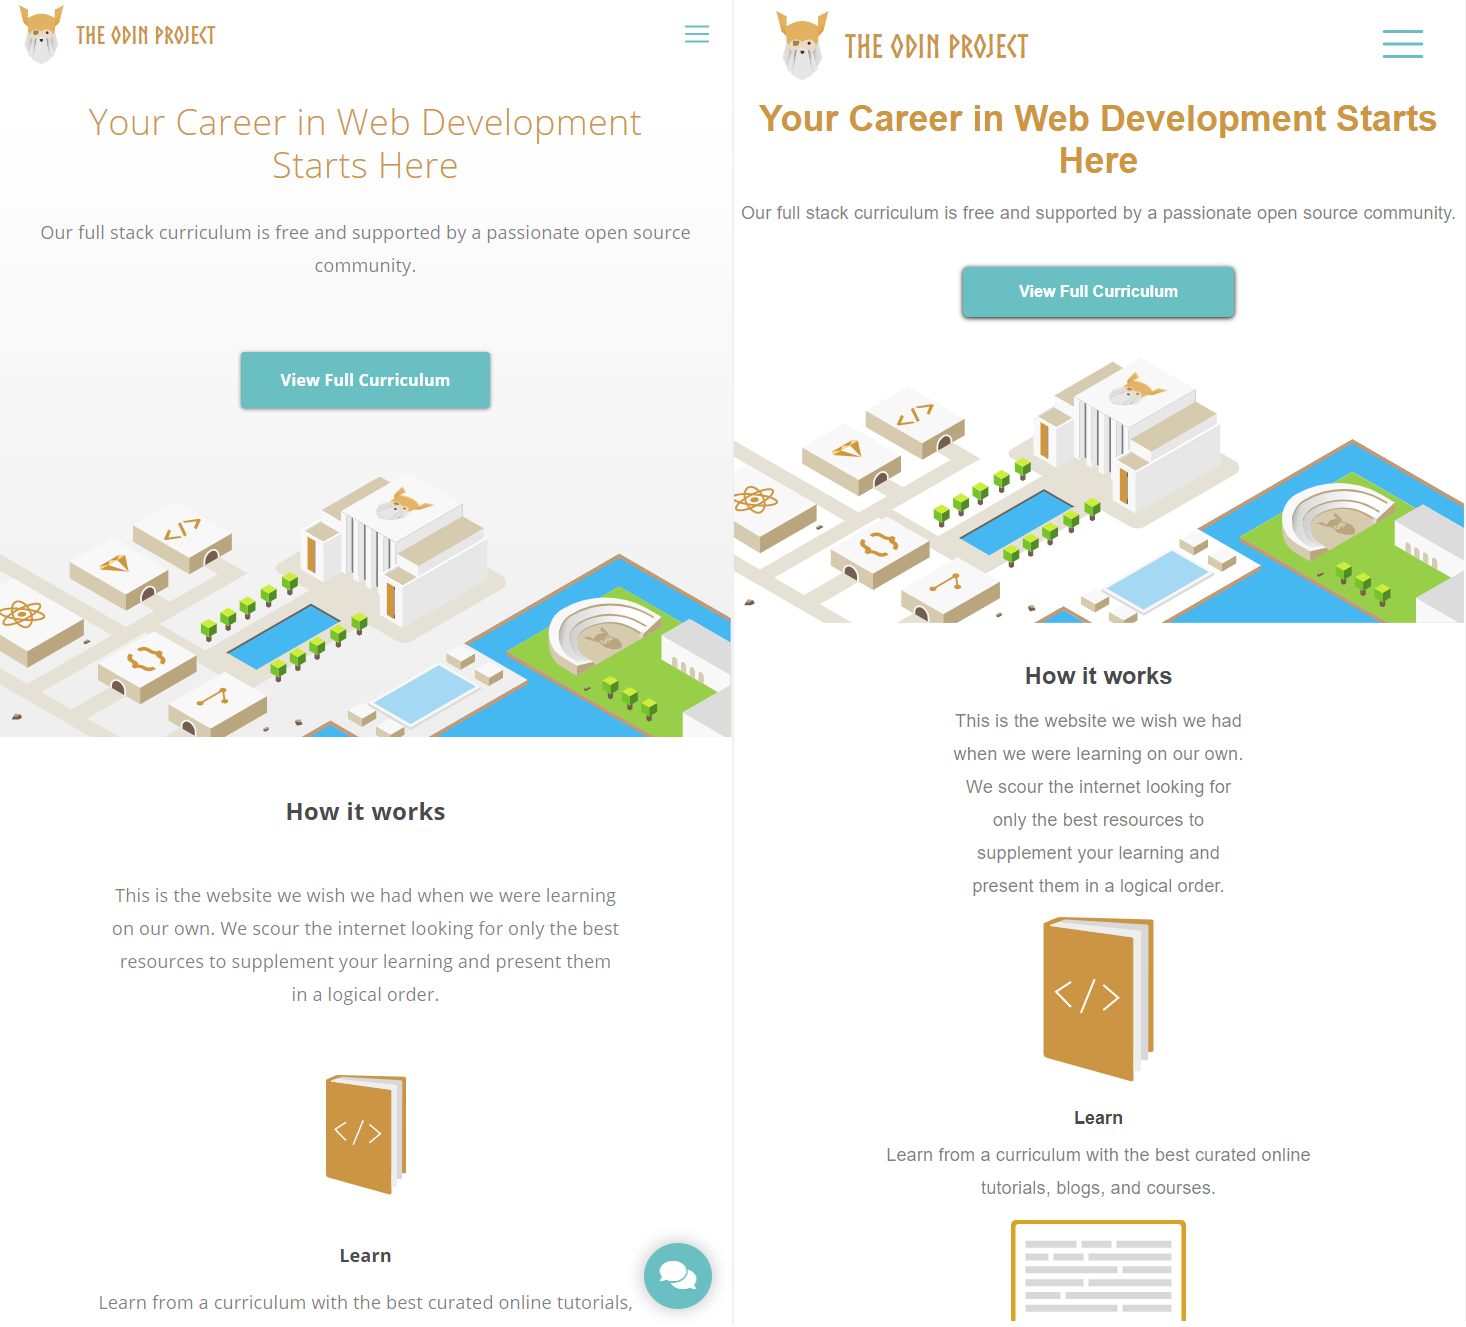 THE ODIN PROJECT
Your Career in Web Development
Starts Here
Our full stack curriculum is free and supported by a passionate open source
community.
View Full Curriculum
</>
How it works
This is the website we wish we had when we were learning
on our own. We scour the internet looking for only the best
resources to supplement your learning and present them
in a logical order.
</>
Learn
Learn from a curriculum with the best curated online tutorials,
THE ODIN PROJECT
Your Career in Web Development Starts
Here
Our full stack curriculum is free and supported by a passionate open source community.
View Full Curriculum
</>
How it works
This is the website we wish we had
when we were learning on our own.
We scour the internet looking for
only the best resources to
supplement your learning and
present them in a logical order.
</>
Learn
Learn from a curriculum with the best curated online
tutorials, blogs, and courses.